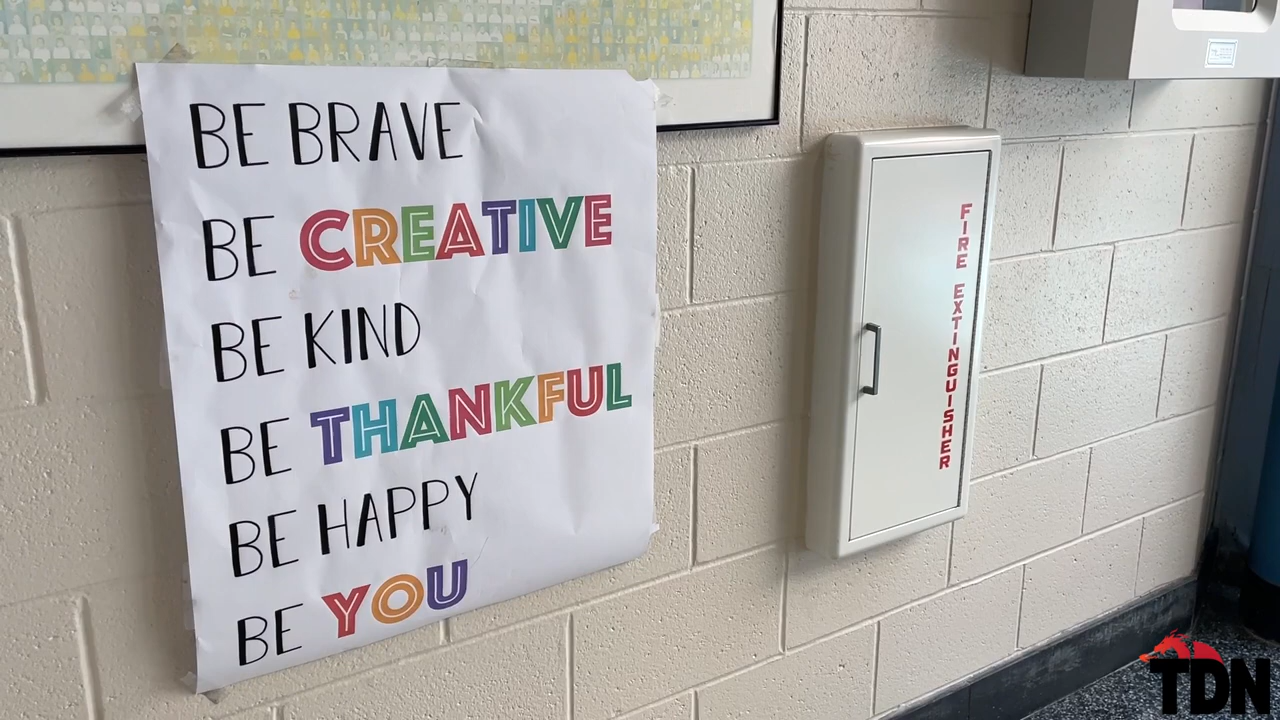 BE BRAVE
BE CREATIVE
BE KIND
BE THANKFUL
BE HAPPY
BE YOU
FIRE EXTINGUISHER
TDN